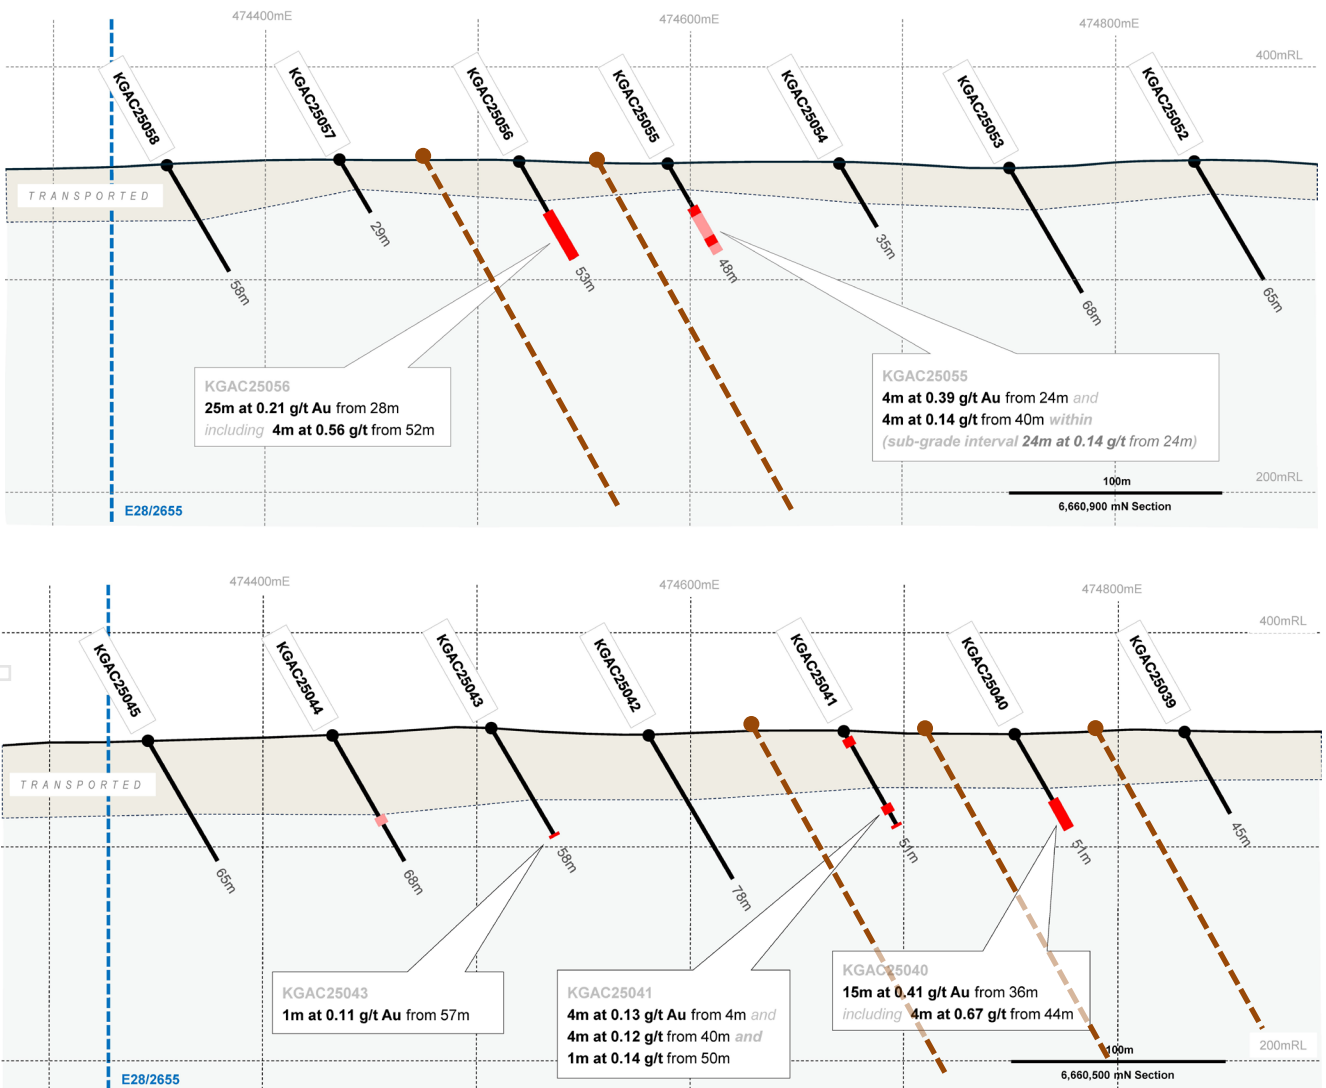 474400mE
474600mE
474800mE
400mRL
KGAC25058
KGAC25057
KGAC25056
KGAC25055
KGAC25054
KGAC25053
KGAC25052
TRANSPORTED
58m
29m
53m
48m
35m
68m
65m
KGAC25056
25m at 0.21 g/t Au from 28m
including 4m at 0.56 g/t from 52m
KGAC25055
4m at 0.39 g/t Au from 24m and
4m at 0.14 g/t from 40m within
(sub-grade interval 24m at 0.14 g/t from 24m)
200mRL
100m
6,660,900 mN Section
E28/2655
474400mE
474600mE
474800mE
400mRL
KGAC25045
KGAC25044
KGAC25043
KGAC25042
KGAC25041
KGAC25040
KGAC25039
TRANSPORTED
65m
68m
58m
78m
51m
51m
45m
KGAC25043
1m at 0.11 g/t Au from 57m
KGAC25041
4m at 0.13 g/t Au from 4m and
4m at 0.12 g/t from 40m and
1m at 0.14 g/t from 50m
KGAC25040
15m at 0.41 g/t Au from 36m
including 4m at 0.67 g/t from 44m
200mRL
100m
6,660,500 mN Section
E28/2655